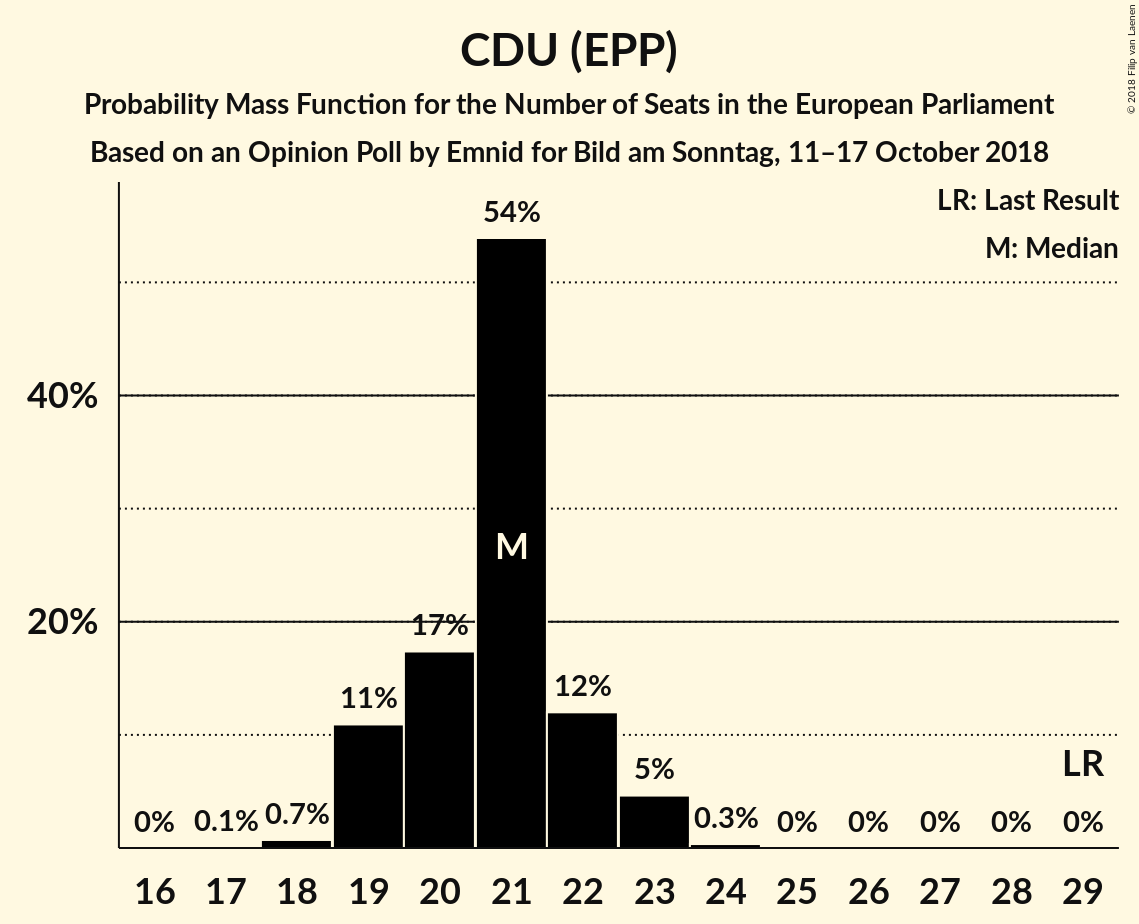 © 2018 Filip van Laenen
CDU (EPP)
Probability Mass Function for the Number of Seats in the European Parliament
Based on an Opinion Poll by Emnid for Bild am Sonntag, 11–17 October 2018
LR: Last Result
M: Median
54%
40%
M
20%
17%
12%
11%
5%
LR
0% 0.1% 0.7% 0.3% 0% 0% 0% 0% 0%
16 17 18 19 20 21 22 23 24 25 26 27 28 29